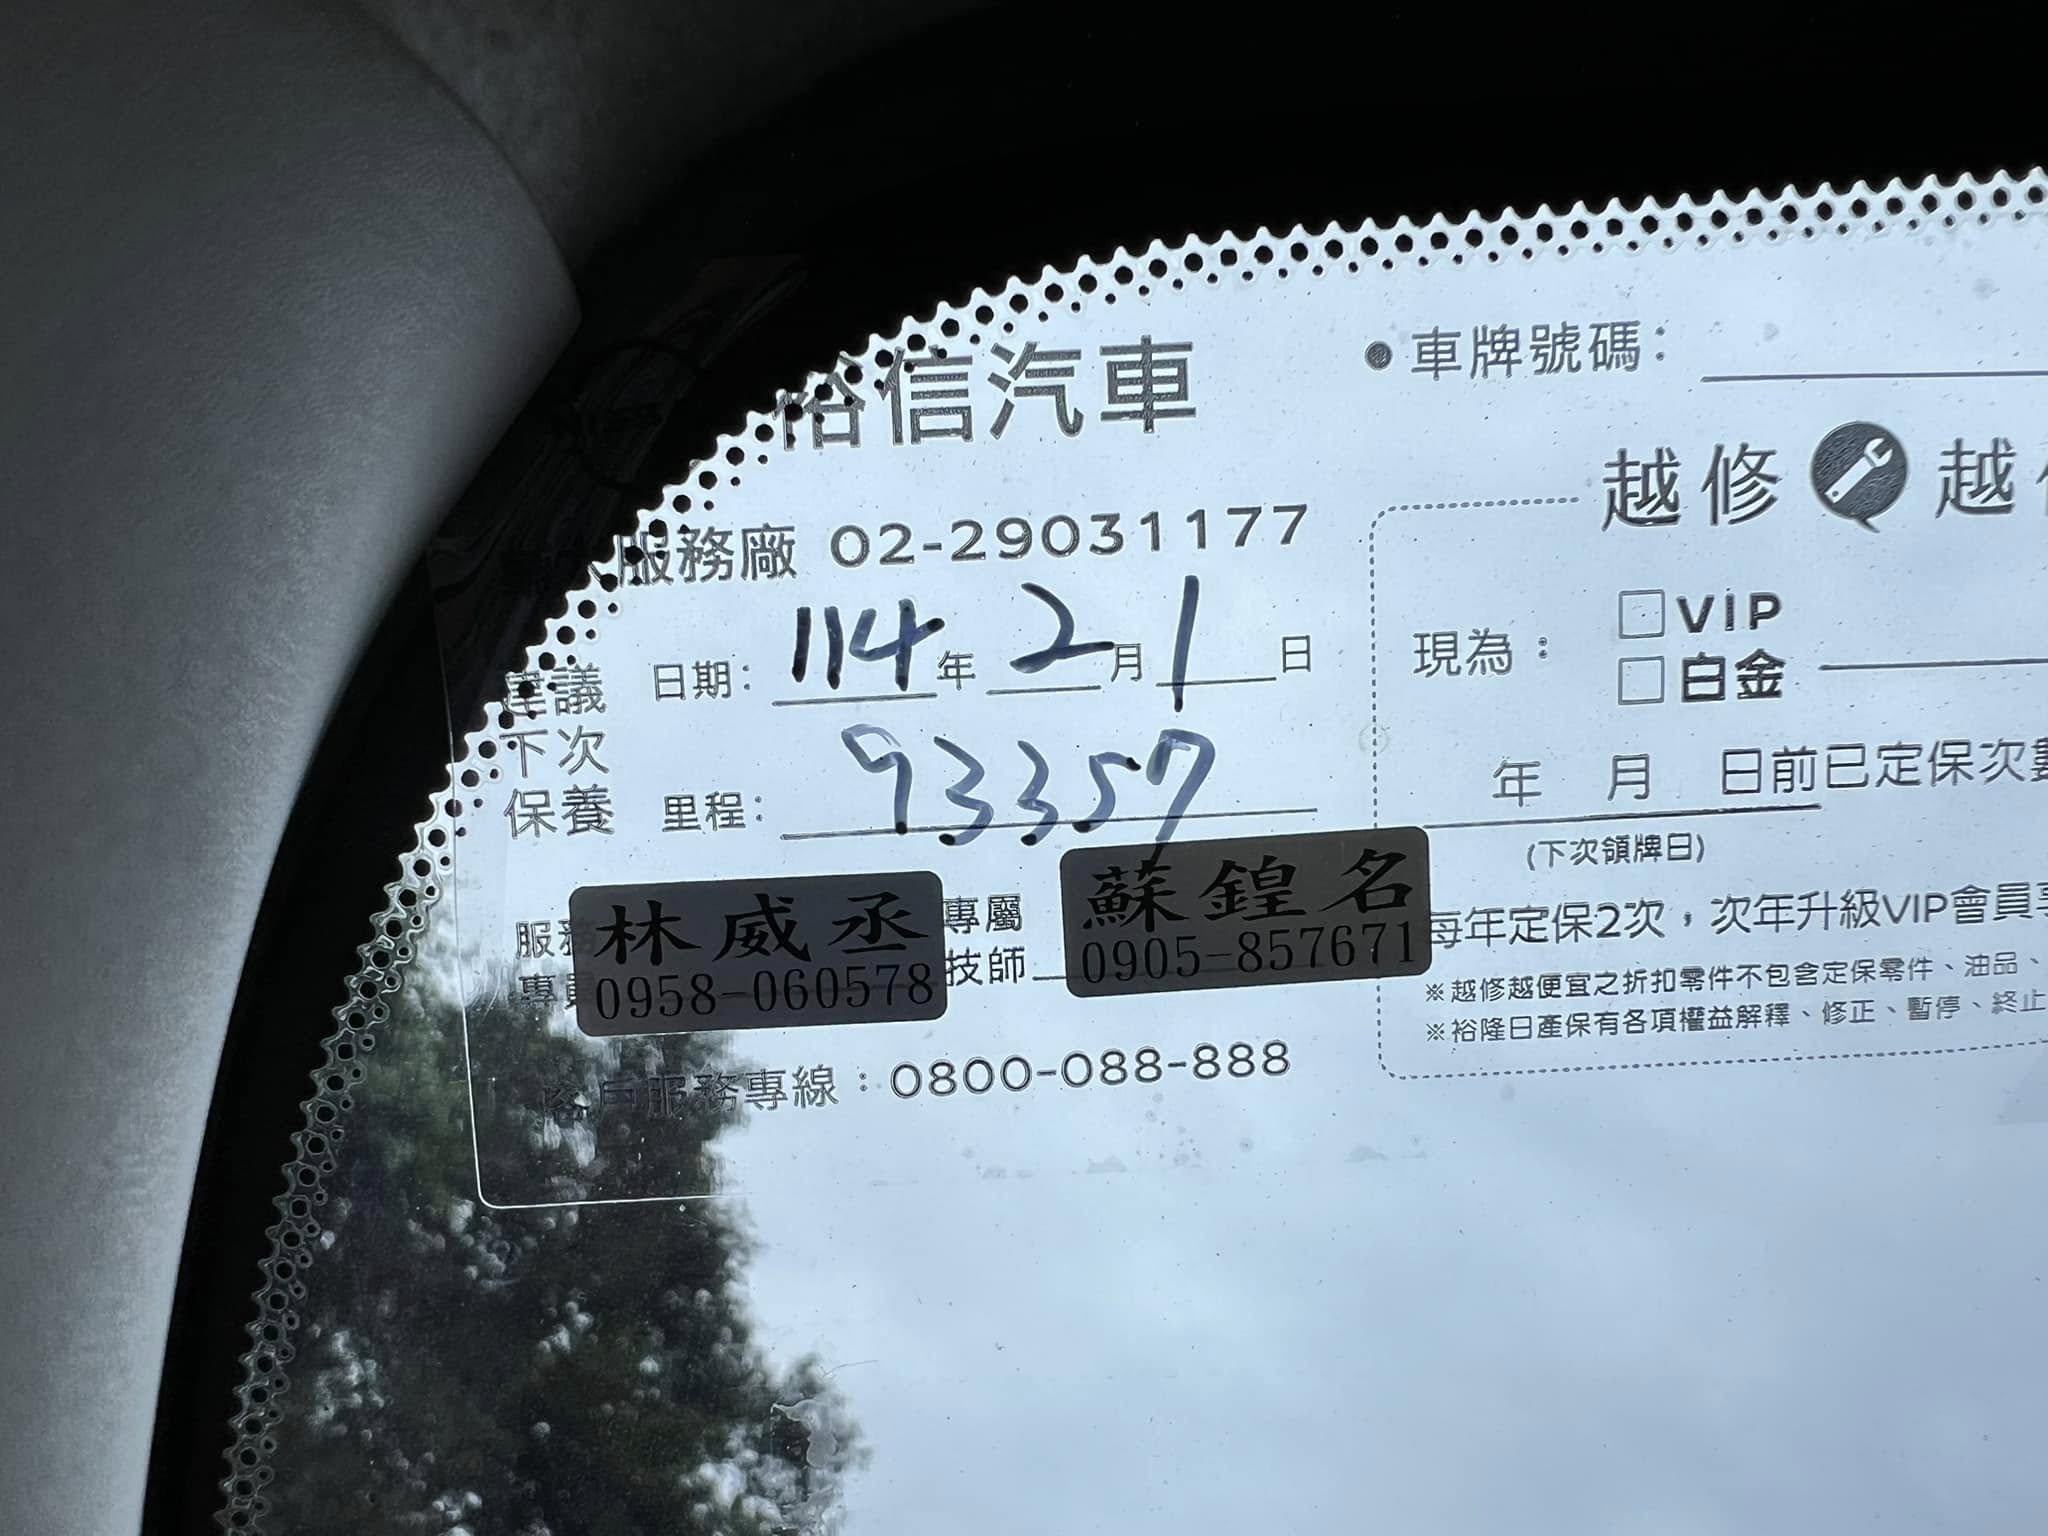 裕信汽車
服務廠 02-29031177
建議 下次 保養
日期: 114年 2月 1日
里程: 93357
服務 專員 林威丞 0958-060578
專屬 技師 蘇鍠名 0905-857671
客戶服務專線：0800-088-888
●車牌號碼：
越修 越
現為：□VIP
□白金
年 月 日前已定保次數
(下次領牌日)
每年定保2次，次年升級VIP會員
※越修越便宜之折扣零件不包含定保零件、油品、
※裕隆日產保有各項權益解釋、修正、暫停、終止